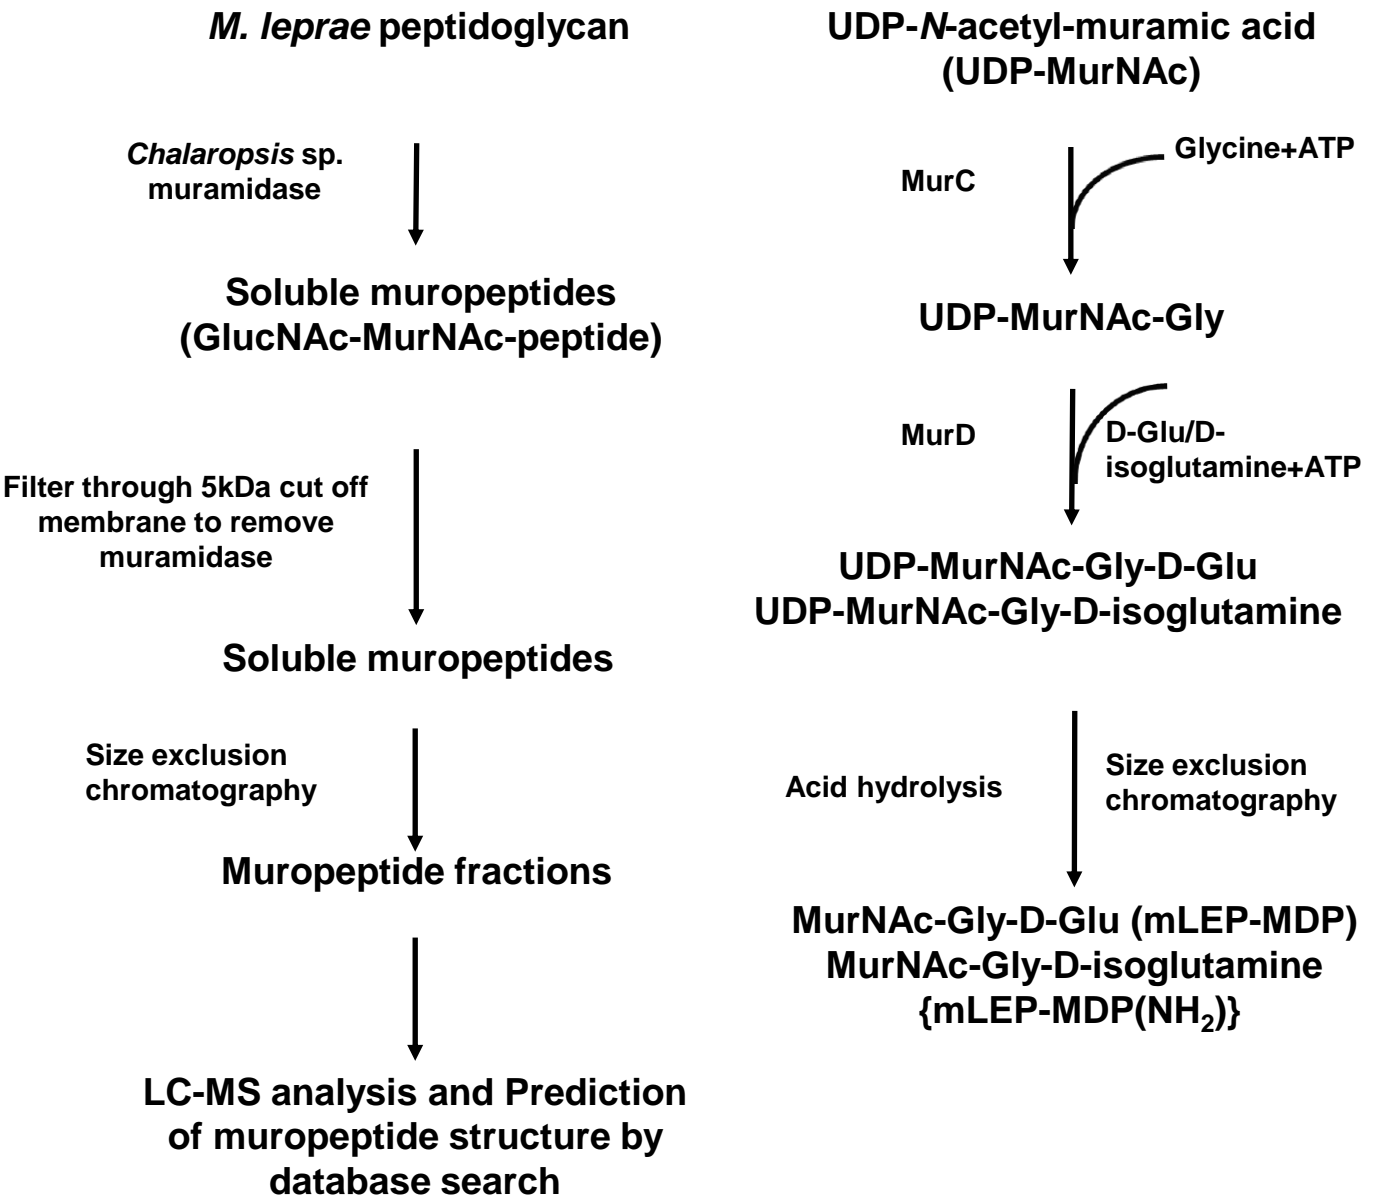 M. leprae peptidoglycan
Chalaropsis sp.
muramidase
Soluble muropeptides
(GlucNAc-MurNAc-peptide)
Filter through 5kDa cut off
membrane to remove
muramidase
Soluble muropeptides
Size exclusion
chromatography
Muropeptide fractions
LC-MS analysis and Prediction
of muropeptide structure by
database search
UDP-N-acetyl-muramic acid
(UDP-MurNAc)
Glycine+ATP
MurC
UDP-MurNAc-Gly
MurD
D-Glu/D-
isoglutamine+ATP
UDP-MurNAc-Gly-D-Glu
UDP-MurNAc-Gly-D-isoglutamine
Acid hydrolysis
Size exclusion
chromatography
MurNAc-Gly-D-Glu (mLEP-MDP)
MurNAc-Gly-D-isoglutamine
{mLEP-MDP(NH₂)}